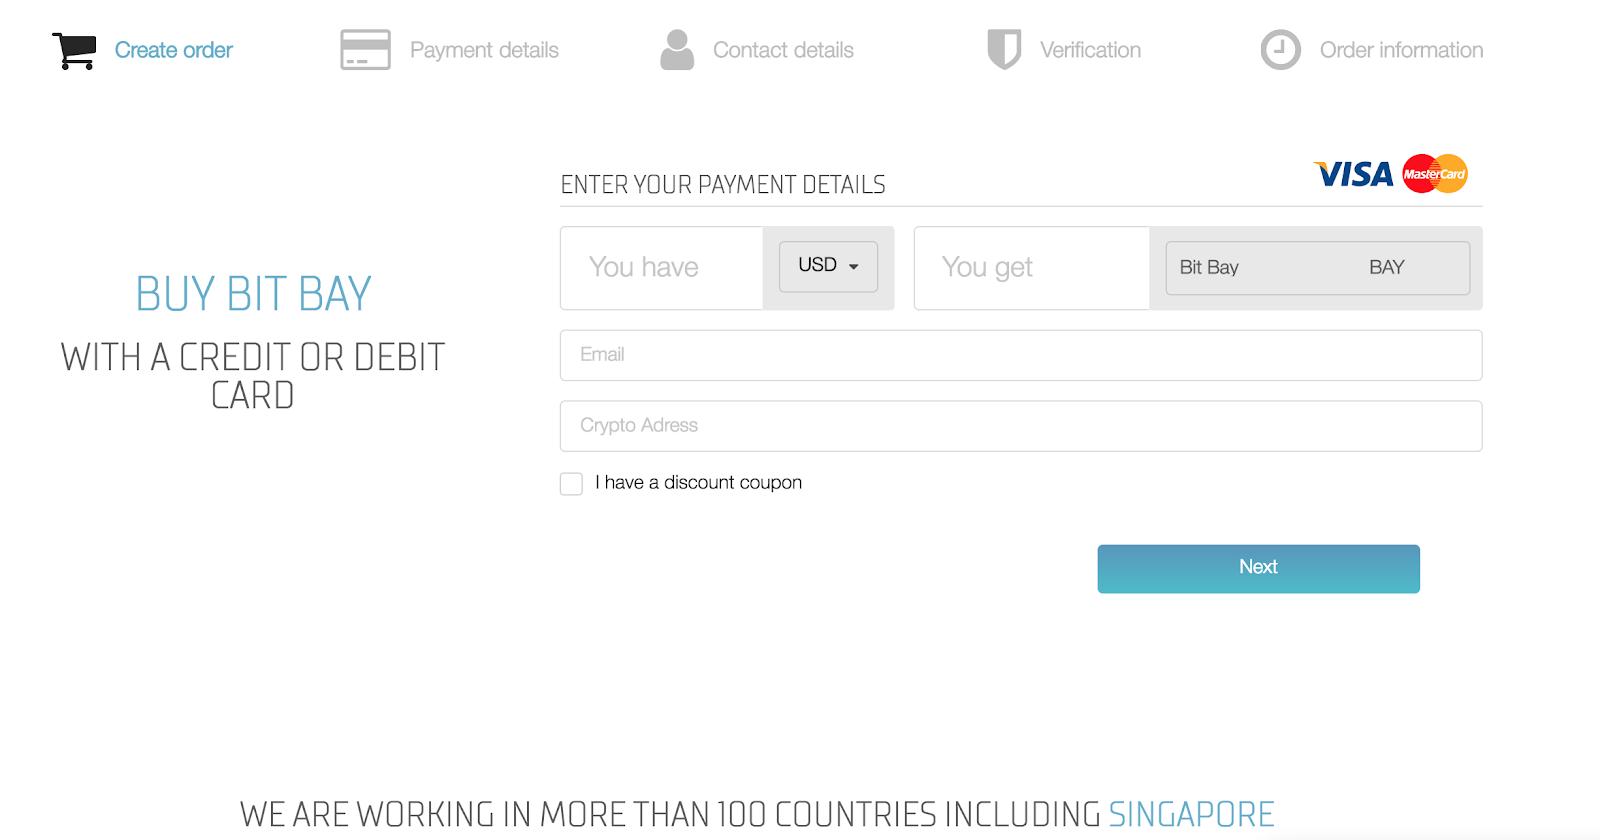 Create order
Payment details
Contact details
Verification
Order information
ENTER YOUR PAYMENT DETAILS
VISA MasterCard
You have
USD
You get
Bit Bay
BAY
BUY BIT BAY
WITH A CREDIT OR DEBIT
CARD
Email
Crypto Adress
I have a discount coupon
Next
WE ARE WORKING IN MORE THAN 100 COUNTRIES INCLUDING SINGAPORE